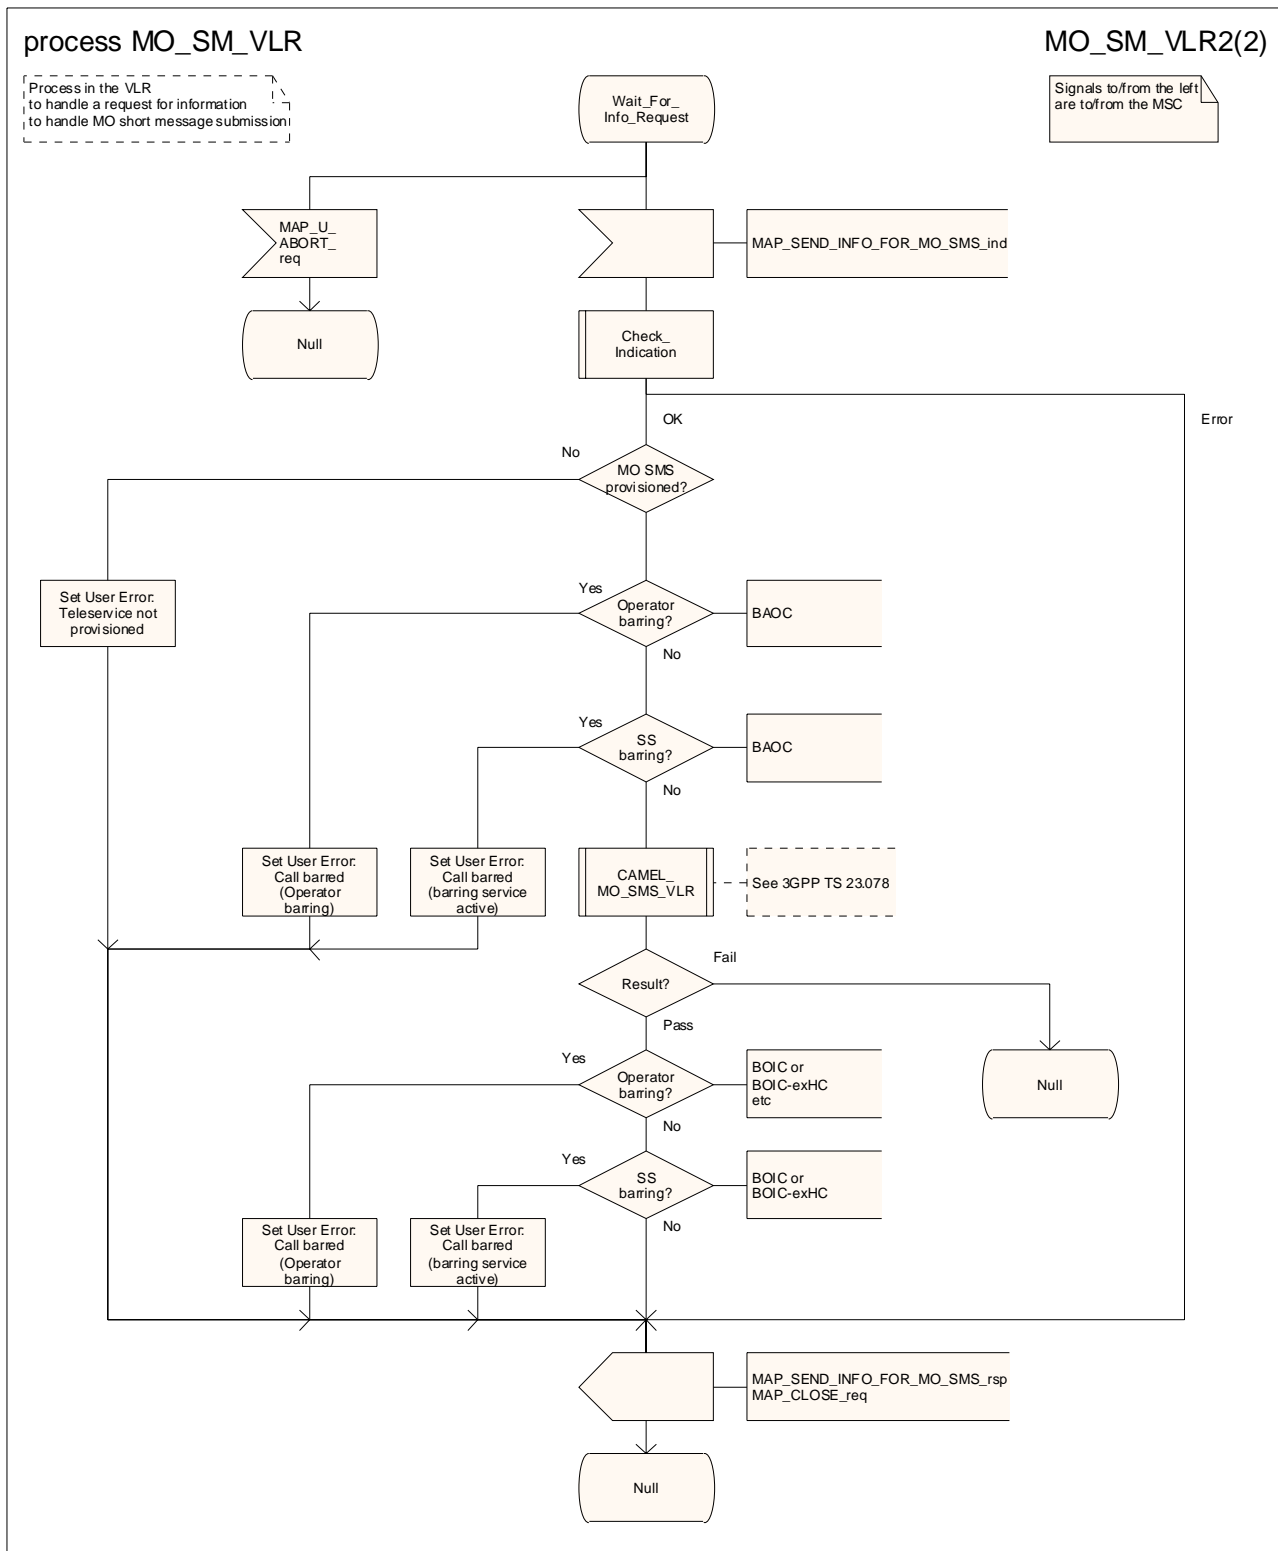 process MO_SM_VLR
MO_SM_VLR2(2)
Process in the VLR
to handle a request for information
to handle MO short message submission
Wait_For_
Info_Request
Signals to/from the left
are to/from the MSC
MAP_U_
ABORT_
req
MAP_SEND_INFO_FOR_MO_SMS_ind
Null
Check_
Indication
OK
Error
No
MO SMS
provisioned?
Set User Error:
Teleservice not
provisioned
Yes
Operator
barring?
BAOC
No
Yes
SS
barring?
BAOC
No
Set User Error:
Call barred
(Operator
barring)
Set User Error:
Call barred
(barring service
active)
CAMEL_
MO_SMS_VLR
See 3GPP TS 23.078
Result?
Fail
Pass
Yes
Operator
barring?
BOIC or
BOIC-exHC
etc
Null
No
Yes
SS
barring?
BOIC or
BOIC-exHC
No
Set User Error:
Call barred
(Operator
barring)
Set User Error:
Call barred
(barring service
active)
MAP_SEND_INFO_FOR_MO_SMS_rsp
MAP_CLOSE_req
Null